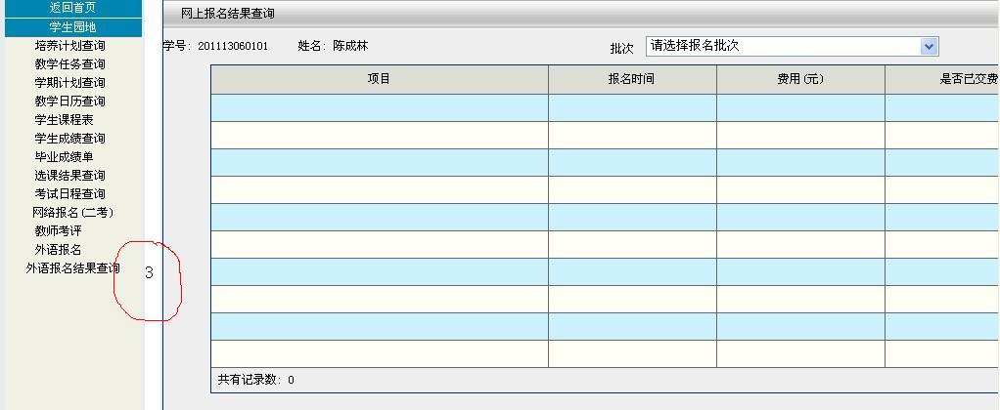 返回首页
学生园地
培养计划查询
教学任务查询
学期计划查询
教学日历查询
学生课程表
学生成绩查询
毕业成绩单
选课结果查询
考试日程查询
网络报名(二考)
教师考评
外语报名
外语报名结果查询
3
网上报名结果查询
学号: 201113060101 姓名: 陈成林 批次 请选择报名批次
项目 报名时间 费用(元) 是否已交费
共有记录数: 0